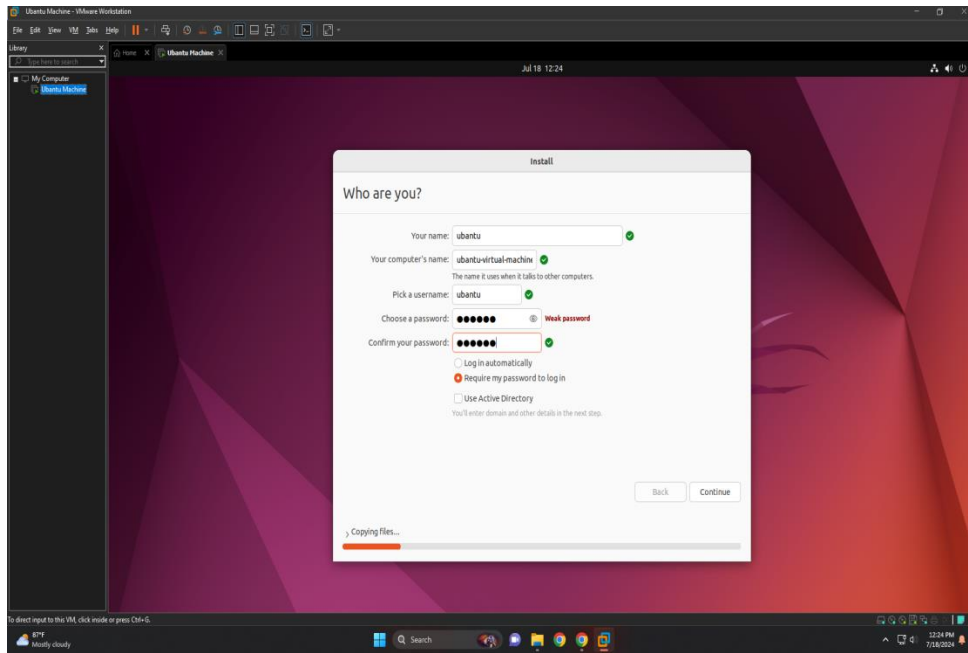 Ubantu Machine - VMware Workstation
File Edit View VM Tabs Help
Library
Home
Ubantu Machine
Type here to search
My Computer
Ubantu Machine
Jul 18 12:24
Install
Who are you?
Your name: ubantu
Your computer's name: ubantu-virtual-machine
The name it uses when it talks to other computers.
Pick a username: ubantu
Choose a password: ●●●●●● Weak password
Confirm your password: ●●●●●●
Log in automatically
Require my password to log in
Use Active Directory
You'll enter domain and other details in the next step.
Back Continue
Copying files...
To direct input to this VM, click inside or press Ctrl+G.
87°F
Mostly cloudy
Search
12:24 PM
7/18/2024